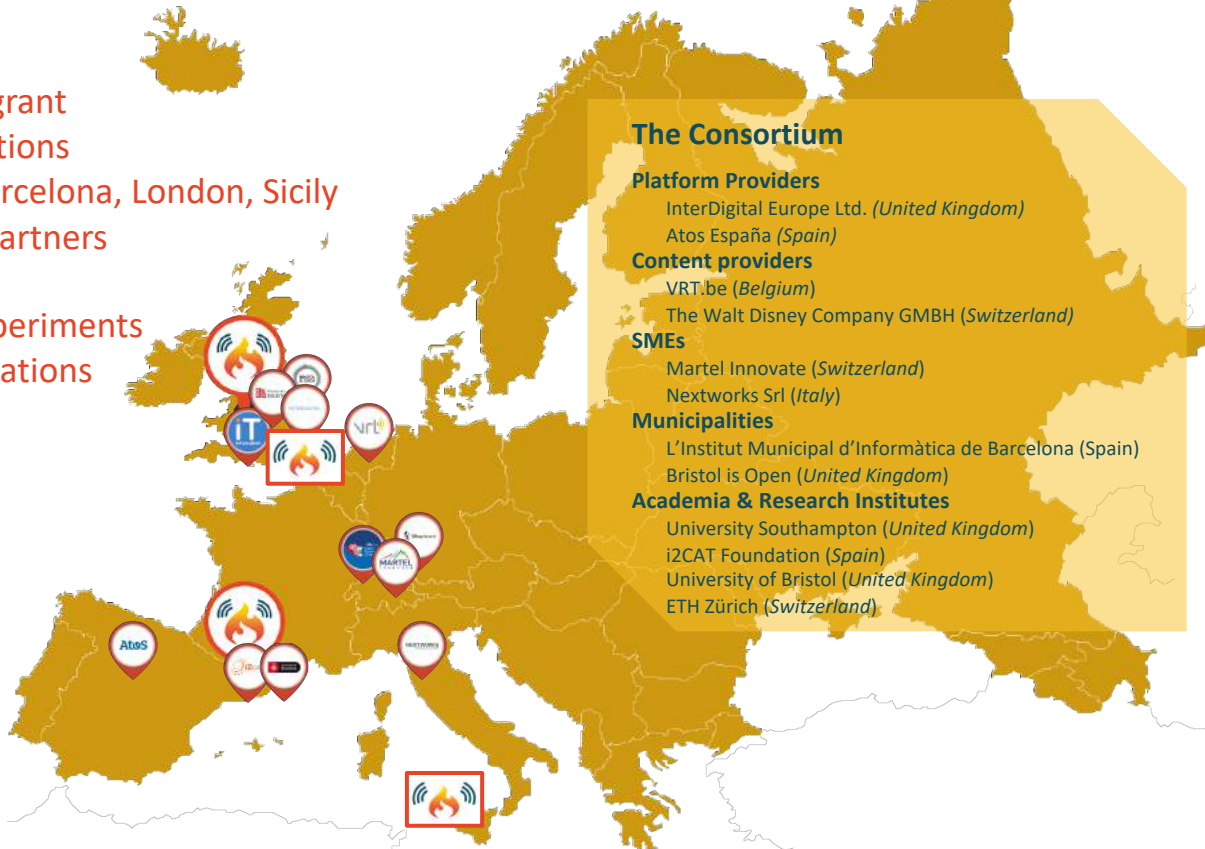 grant
tions
rcelona, London, Sicily
artners
periments
ations
The Consortium
Platform Providers
InterDigital Europe Ltd. (United Kingdom)
Atos España (Spain)
Content providers
VRT.be (Belgium)
The Walt Disney Company GMBH (Switzerland)
SMEs
Martel Innovate (Switzerland)
Nextworks Srl (Italy)
Municipalities
L’Institut Municipal d’Informàtica de Barcelona (Spain)
Bristol is Open (United Kingdom)
Academia & Research Institutes
University Southampton (United Kingdom)
i2CAT Foundation (Spain)
University of Bristol (United Kingdom)
ETH Zürich (Switzerland)
iT
vrt
MARTEL
Atos
NEXTWORKS